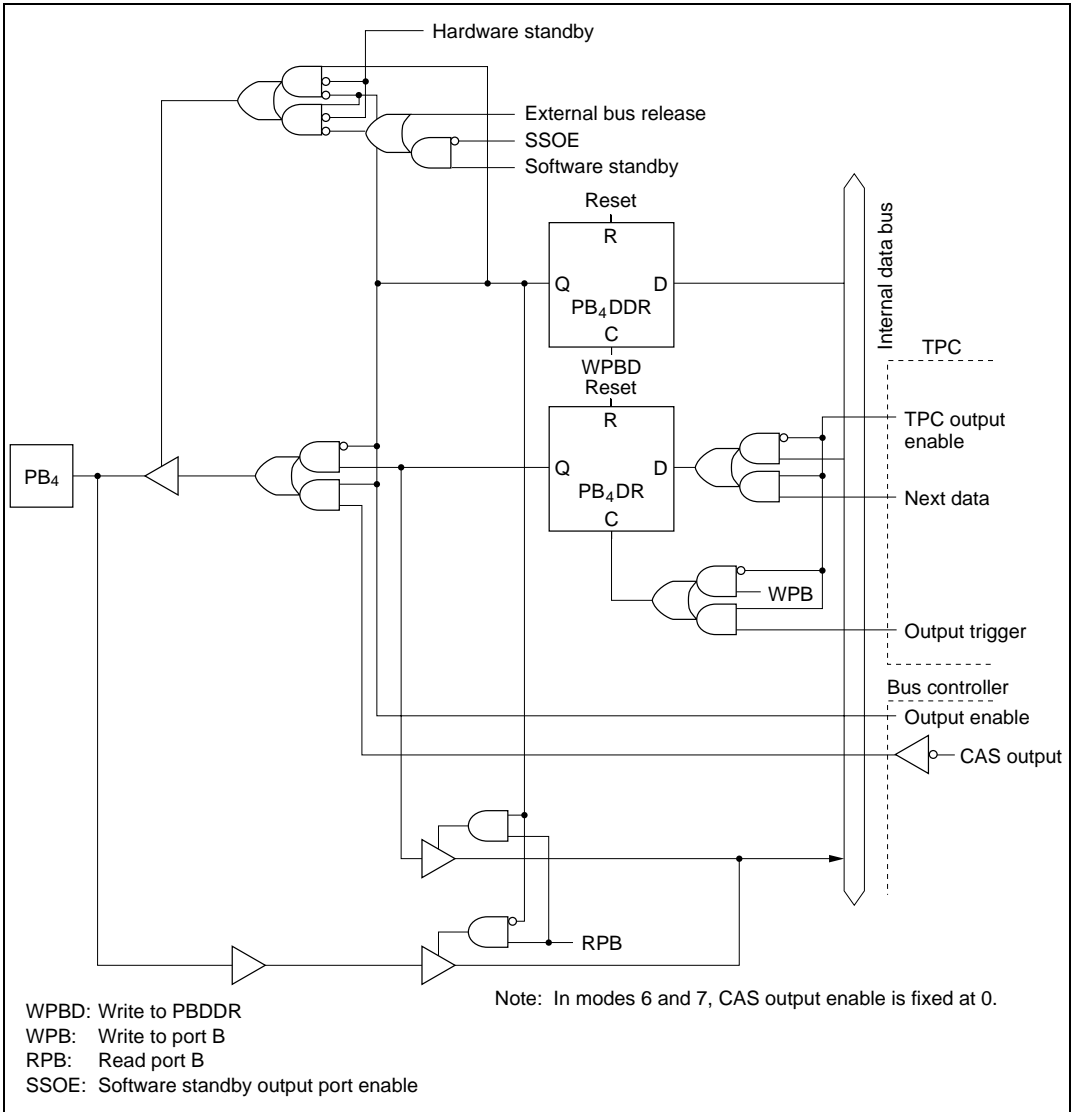 Hardware standby
External bus release
SSOE
Software standby
Reset
R
Q
D
PB4DDR
C
WPBD
Internal data bus
TPC
Reset
R
Q
D
PB4DR
C
TPC output
enable
Next data
PB4
WPB
Output trigger
Bus controller
Output enable
CAS output
RPB
Note: In modes 6 and 7, CAS output enable is fixed at 0.
WPBD: Write to PBDDR
WPB: Write to port B
RPB: Read port B
SSOE: Software standby output port enable